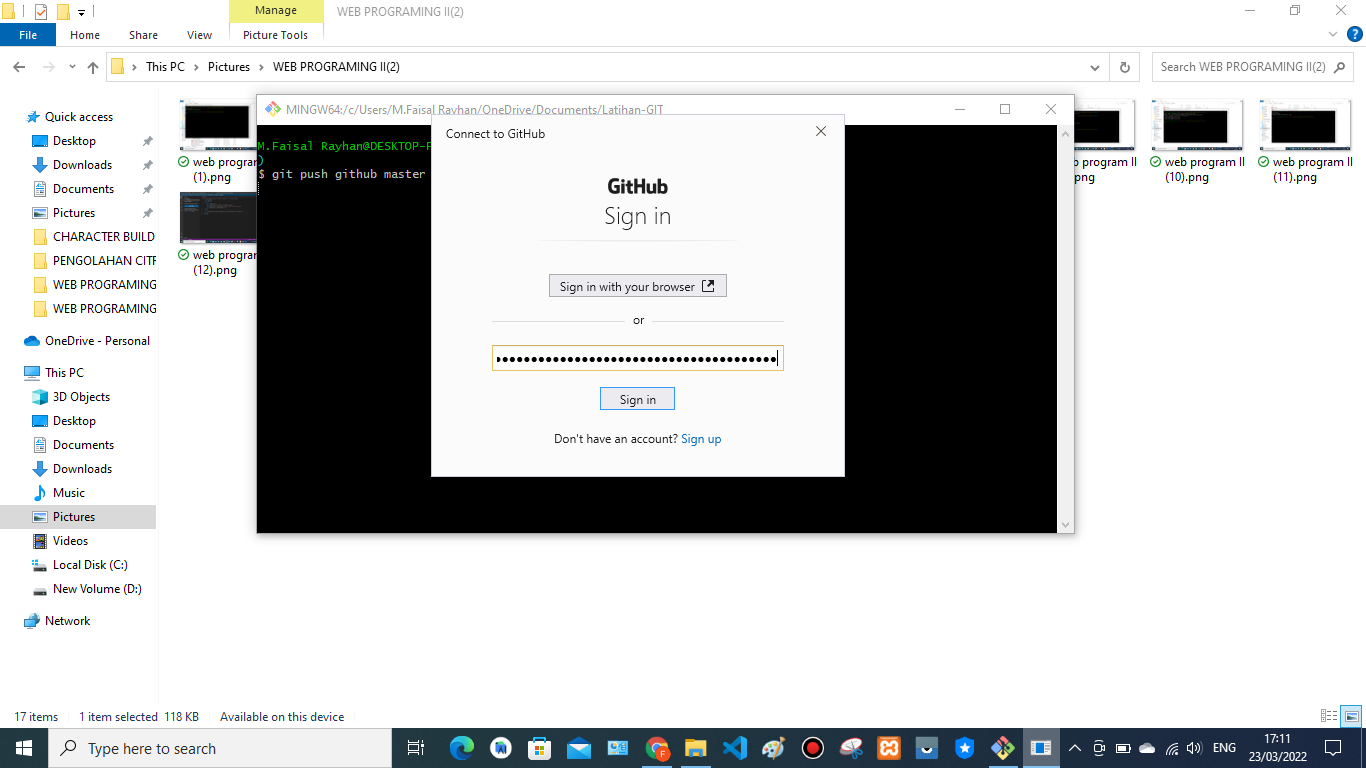 Manage
WEB PROGRAMING II(2)
File
Home
Share
View
Picture Tools
This PC
Pictures
WEB PROGRAMING II(2)
Search WEB PROGRAMING II(2)
Quick access
Desktop
Downloads
Documents
Pictures
CHARACTER BUILD
PENGOLAHAN CITR
WEB PROGRAMING
WEB PROGRAMING
OneDrive - Personal
This PC
3D Objects
Desktop
Documents
Downloads
Music
Pictures
Videos
Local Disk (C:)
New Volume (D:)
Network
web program
(1).png
web program
(12).png
MINGW64:/c/Users/M.Faisal Rayhan/OneDrive/Documents/Latihan-GIT
M.Faisal Rayhan@DESKTOP-
)
$ git push github master
Connect to GitHub
GitHub
Sign in
Sign in with your browser
or
Sign in
Don't have an account? Sign up
web program II
png
web program II
(10).png
web program II
(11).png
17 items
1 item selected 118 KB
Available on this device
Type here to search
F
ENG
17:11
23/03/2022